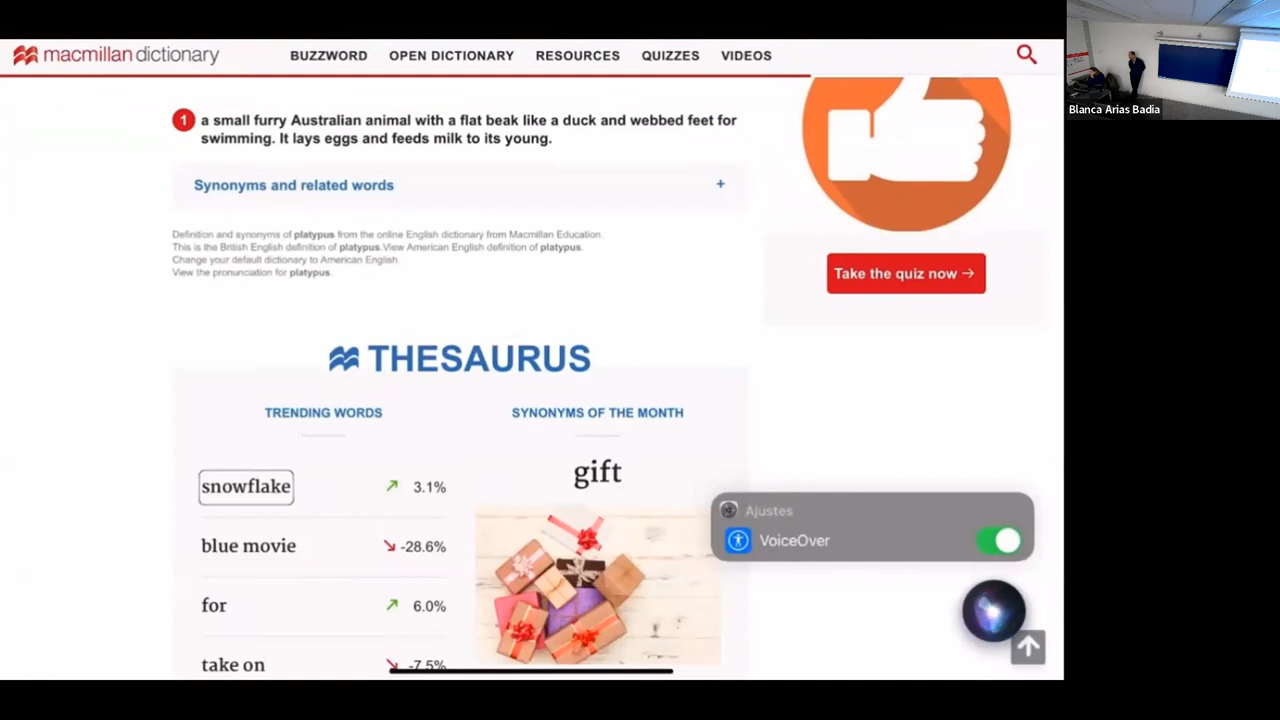 macmillan dictionary
BUZZWORD OPEN DICTIONARY RESOURCES QUIZZES VIDEOS
Blanca Arias Badia
1 a small furry Australian animal with a flat beak like a duck and webbed feet for
swimming. It lays eggs and feeds milk to its young.
Synonyms and related words +
Definition and synonyms of platypus from the online English dictionary from Macmillan Education.
This is the British English definition of platypus.View American English definition of platypus.
Change your default dictionary to American English.
View the pronunciation for platypus.
Take the quiz now →
THESAURUS
TRENDING WORDS
snowflake 3.1%
blue movie -28.6%
for 6.0%
take on -7.5%
SYNONYMS OF THE MONTH
gift
Ajustes
VoiceOver